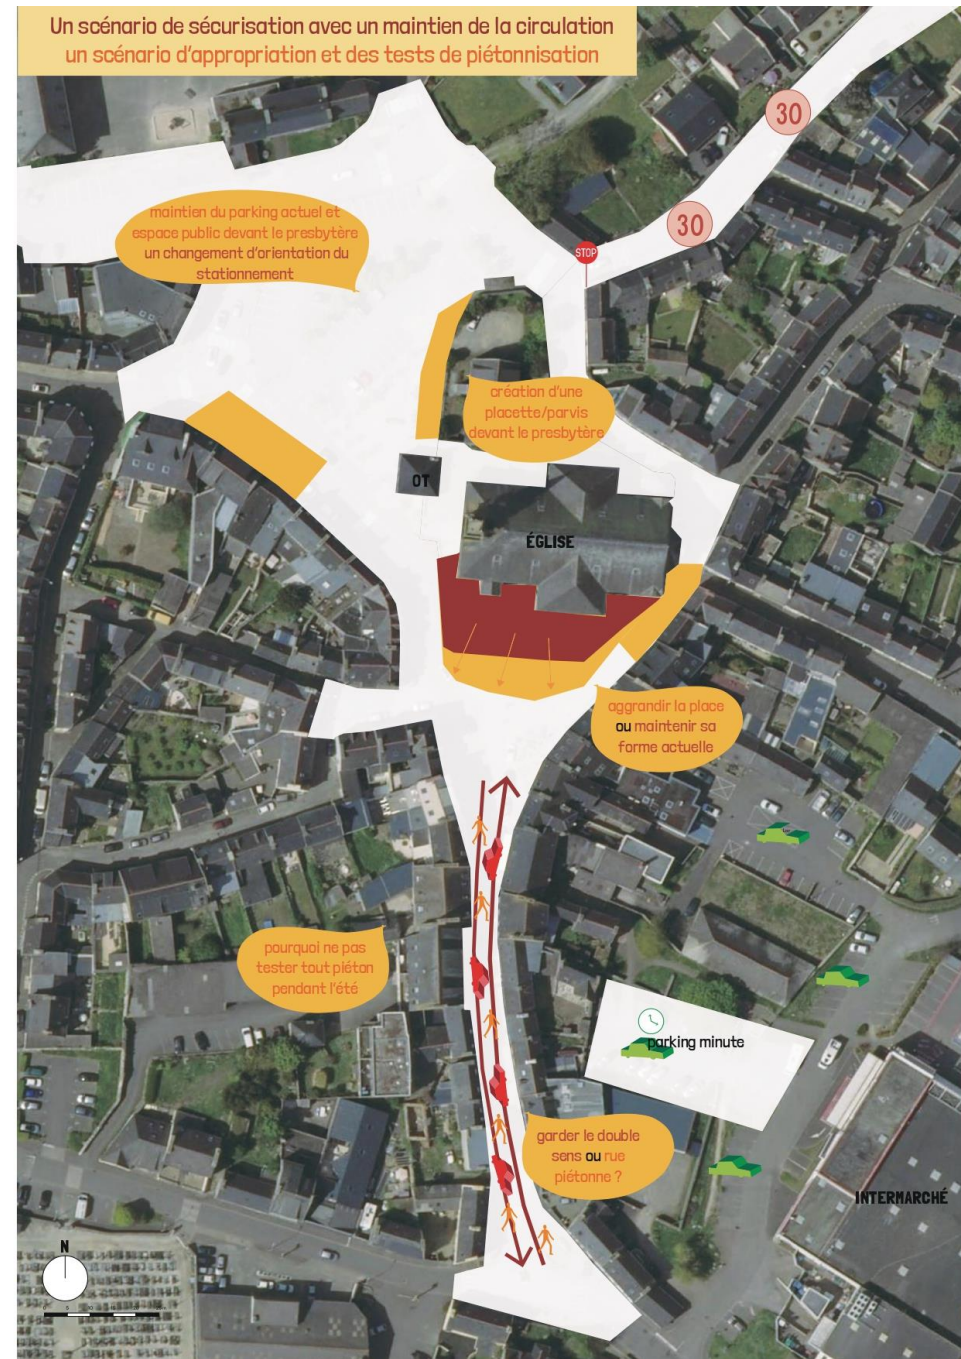 Un scénario de sécurisation avec un maintien de la circulation
un scénario d'appropriation et des tests de piétonnisation
30
30
STOP
maintien du parking actuel et
espace public devant le presbytère
un changement d'orientation du
stationnement
création d'une
placette/parvis
devant le presbytère
OT
ÉGLISE
aggrandir la place
ou maintenir sa
forme actuelle
pourquoi ne pas
tester tout piétan
pendant l'été
parking minute
garder le double
sens ou rue
piétonne ?
INTERMARCHÉ
N